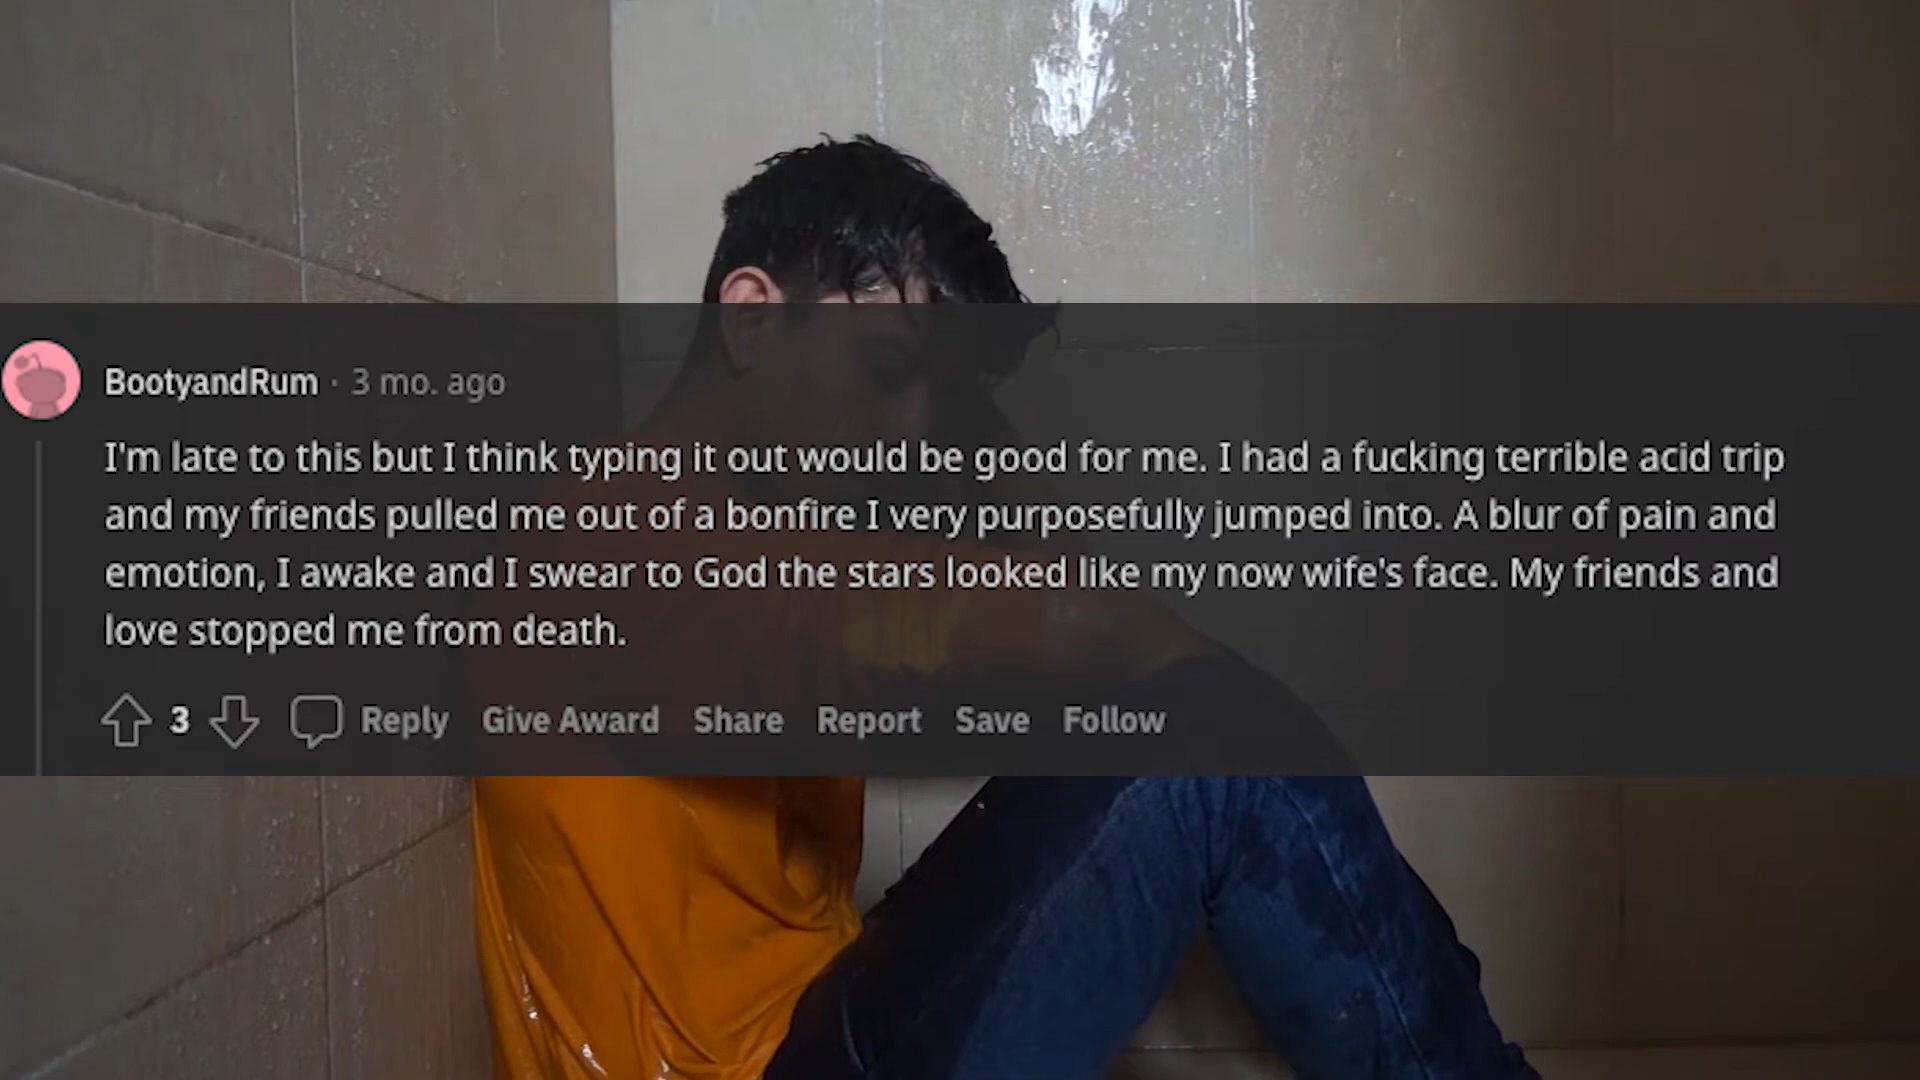 BootyandRum · 3 mo. ago
I'm late to this but I think typing it out would be good for me. I had a fucking terrible acid trip
and my friends pulled me out of a bonfire I very purposefully jumped into. A blur of pain and
emotion, I awake and I swear to God the stars looked like my now wife's face. My friends and
love stopped me from death.
3 Reply Give Award Share Report Save Follow